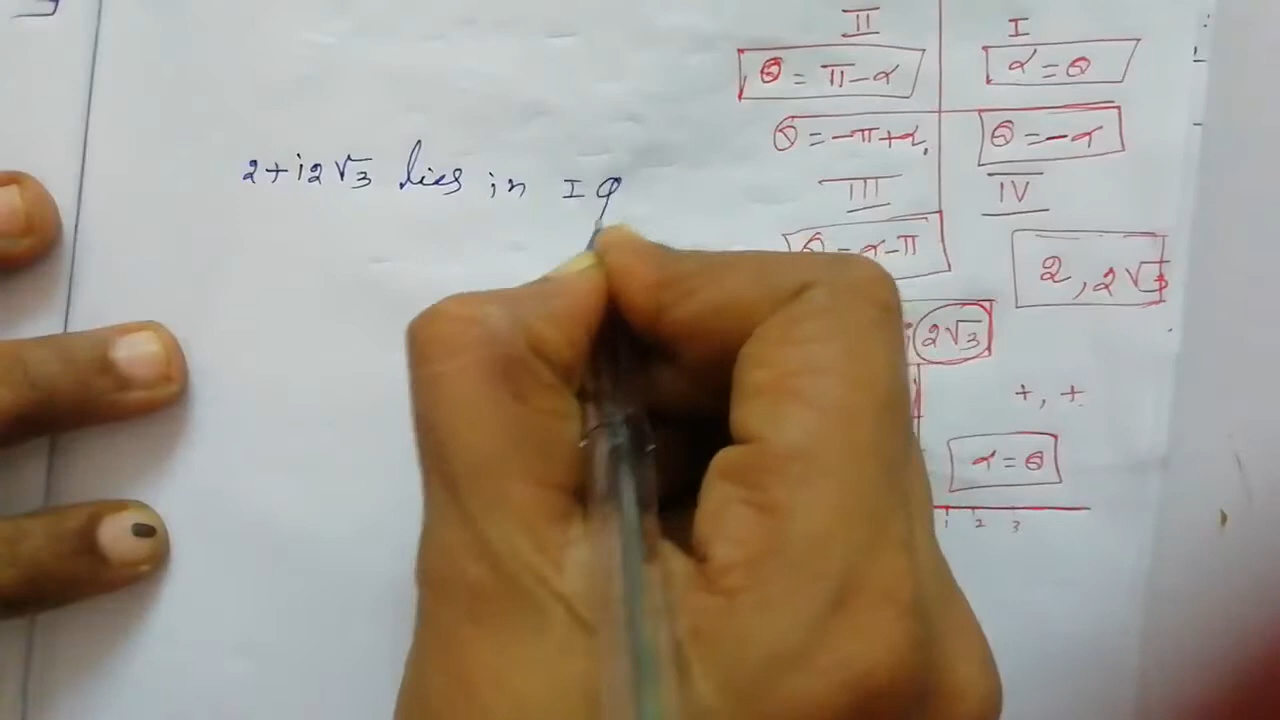 II
I
θ = π-α
α = θ
θ = -π+α.
θ = -α
2+i2√3 lies in I Q
III
IV
θ = α-π
2, 2√3
2√3
+, +
α = θ
1 2 3